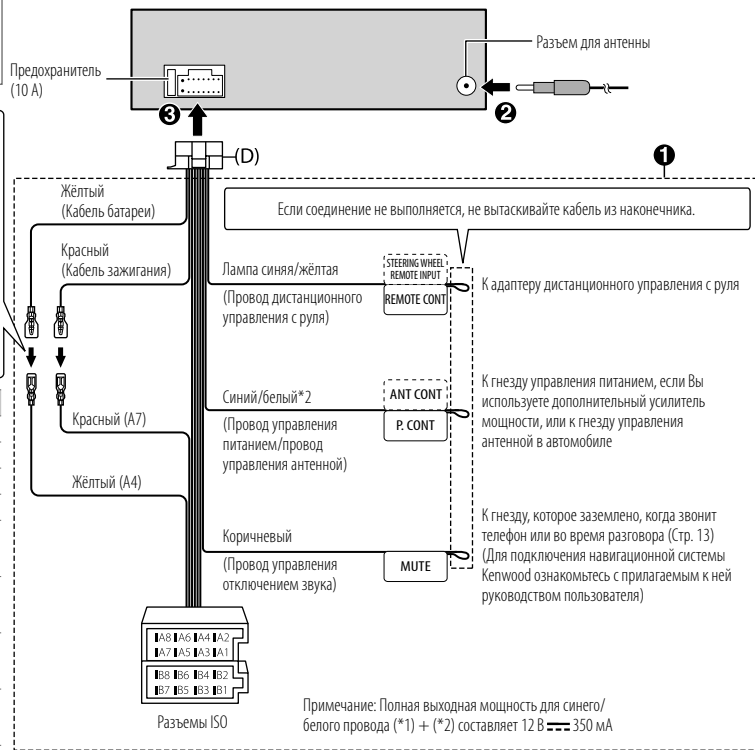 Разъем для антенны
Предохранитель
(10 А)
❸
❷
(D)
❶
Жёлтый
(Кабель батареи)
Если соединение не выполняется, не вытаскивайте кабель из наконечника.
Красный
(Кабель зажигания)
Лампа синяя/жёлтая
(Провод дистанционного
управления с руля)
STEERING WHEEL
REMOTE INPUT
REMOTE CONT
К адаптеру дистанционного управления с руля
Синий/белый*2
(Провод управления
питанием/провод
управления антенной)
ANT CONT
P. CONT
К гнезду управления питанием, если Вы
используете дополнительный усилитель
мощности, или к гнезду управления
антенной в автомобиле
Красный (A7)
Жёлтый (A4)
Коричневый
(Провод управления
отключением звука)
MUTE
К гнезду, которое заземлено, когда звонит
телефон или во время разговора (Стр. 13)
(Для подключения навигационной системы
Kenwood ознакомьтесь с прилагаемым к ней
руководством пользователя)
A8 A6 A4 A2
A7 A5 A3 A1
B8 B6 B4 B2
B7 B5 B3 B1
Разъемы ISO
Примечание: Полная выходная мощность для синего/
белого провода (*1) + (*2) составляет 12 В ⎓ 350 мА